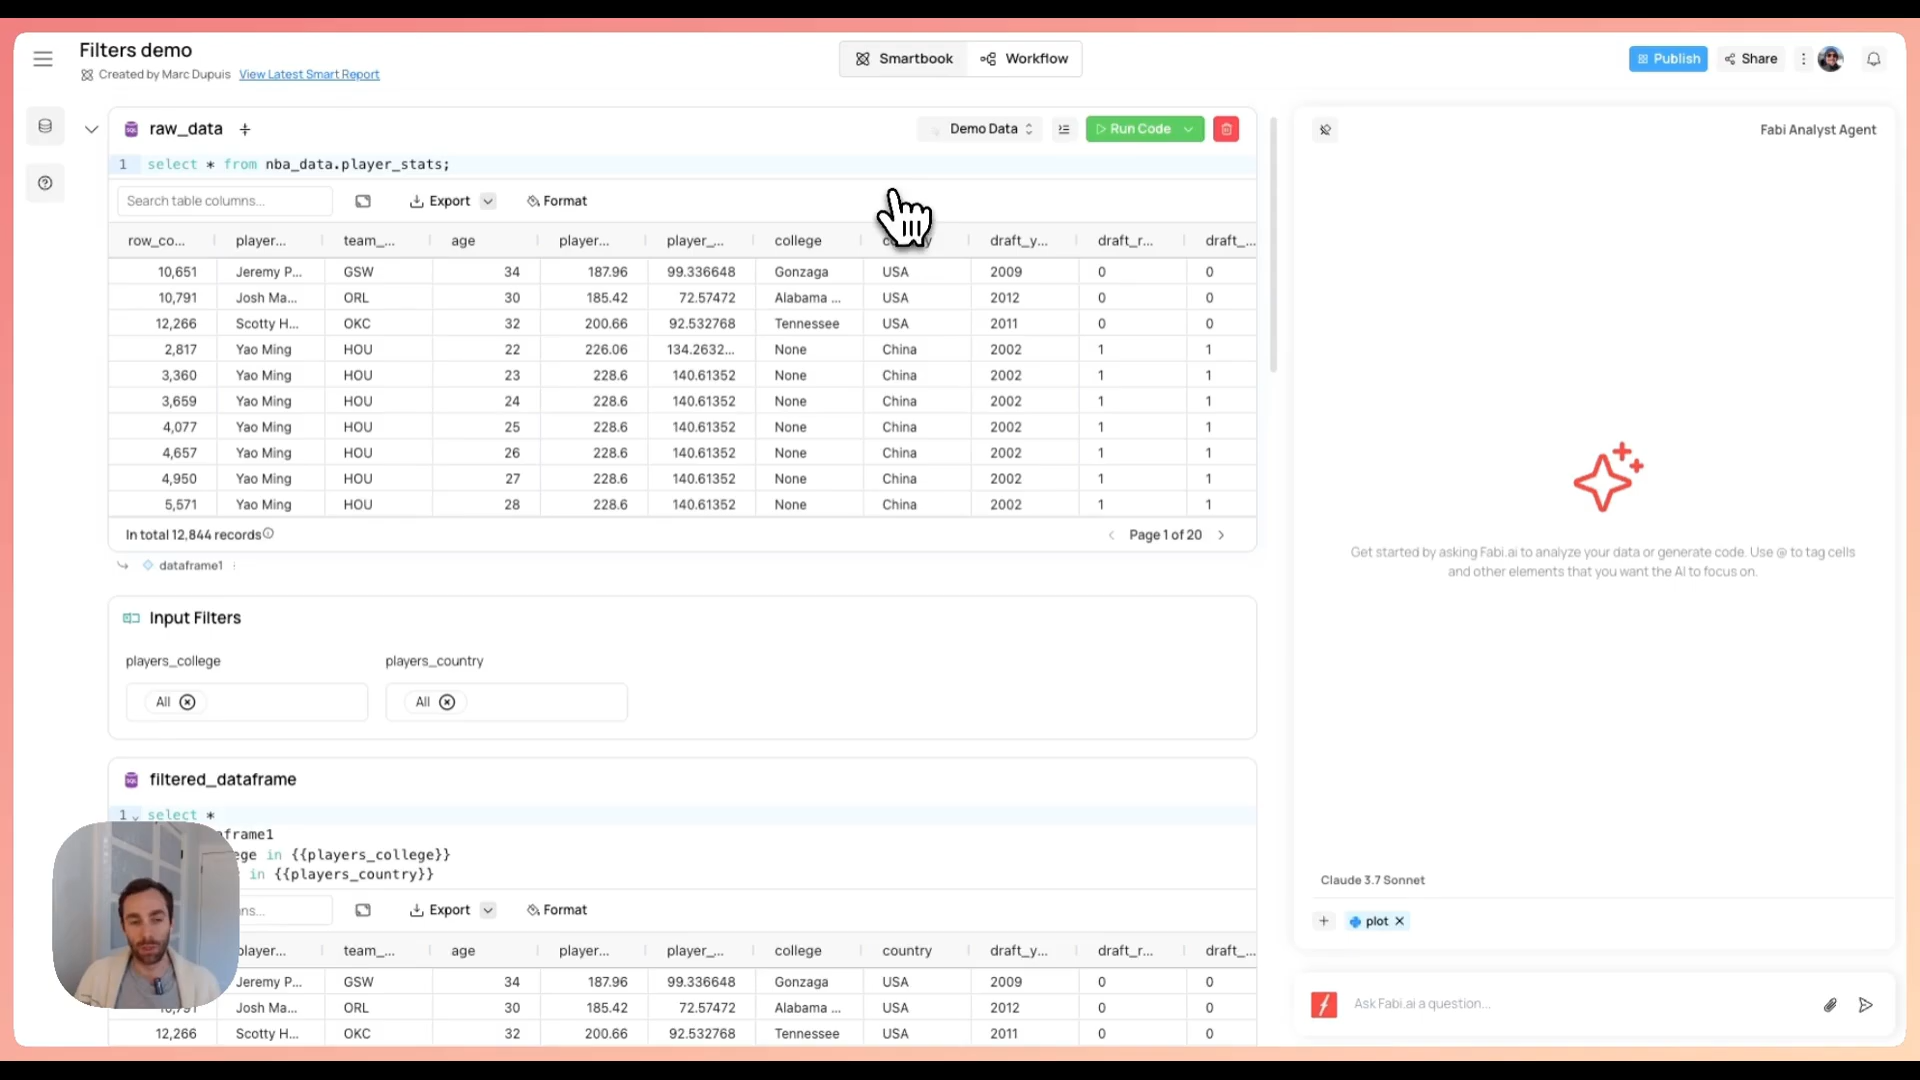 Filters demo
Created by Marc Dupuis View Latest Smart Report
Smartbook Workflow
Publish Share
raw_data
Demo Data Run Code
1 select * from nba_data.player_stats;
Search table columns... Export Format
row_co... player... team_... age player... player_... college draft_y... draft_r... draft_...
10,651 Jeremy P... GSW 34 187.96 99.336648 Gonzaga USA 2009 0 0
10,791 Josh Ma... ORL 30 185.42 72.57472 Alabama ... USA 2012 0 0
12,266 Scotty H... OKC 32 200.66 92.532768 Tennessee USA 2011 0 0
2,817 Yao Ming HOU 22 226.06 134.2632... None China 2002 1 1
3,360 Yao Ming HOU 23 228.6 140.61352 None China 2002 1 1
3,659 Yao Ming HOU 24 228.6 140.61352 None China 2002 1 1
4,077 Yao Ming HOU 25 228.6 140.61352 None China 2002 1 1
4,657 Yao Ming HOU 26 228.6 140.61352 None China 2002 1 1
4,950 Yao Ming HOU 27 228.6 140.61352 None China 2002 1 1
5,571 Yao Ming HOU 28 228.6 140.61352 None China 2002 1 1
In total 12,844 records Page 1 of 20
dataframe1
Input Filters
players_college players_country
All All
filtered_dataframe
1 select *
aframe1
ege in {{players_college}}
in {{players_country}}
ns... Export Format
player... team_... age player... player_... college country draft_y... draft_r... draft_...
Jeremy P... GSW 34 187.96 99.336648 Gonzaga USA 2009 0 0
Josh Ma... ORL 30 185.42 72.57472 Alabama ... USA 2012 0 0
12,266 Scotty H... OKC 32 200.66 92.532768 Tennessee USA 2011 0 0
Fabi Analyst Agent
Get started by asking Fabi.ai to analyze your data or generate code. Use @ to tag cells
and other elements that you want the AI to focus on.
Claude 3.7 Sonnet
plot
Ask Fabi.ai a question...